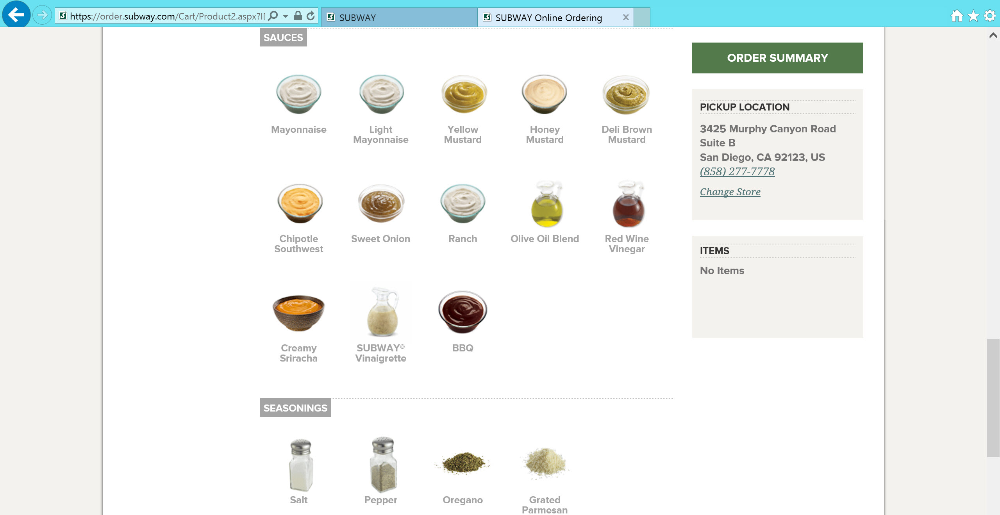 https://order.subway.com/Cart/Product2.aspx?II
SUBWAY
SUBWAY Online Ordering
SAUCES
Mayonnaise
Light
Mayonnaise
Yellow
Mustard
Honey
Mustard
Deli Brown
Mustard
Chipotle
Southwest
Sweet Onion
Ranch
Olive Oil Blend
Red Wine
Vinegar
Creamy
Sriracha
SUBWAY®
Vinaigrette
BBQ
SEASONINGS
Salt
Pepper
Oregano
Grated
Parmesan
ORDER SUMMARY
PICKUP LOCATION
3425 Murphy Canyon Road
Suite B
San Diego, CA 92123, US
(858) 277-7778
Change Store
ITEMS
No Items